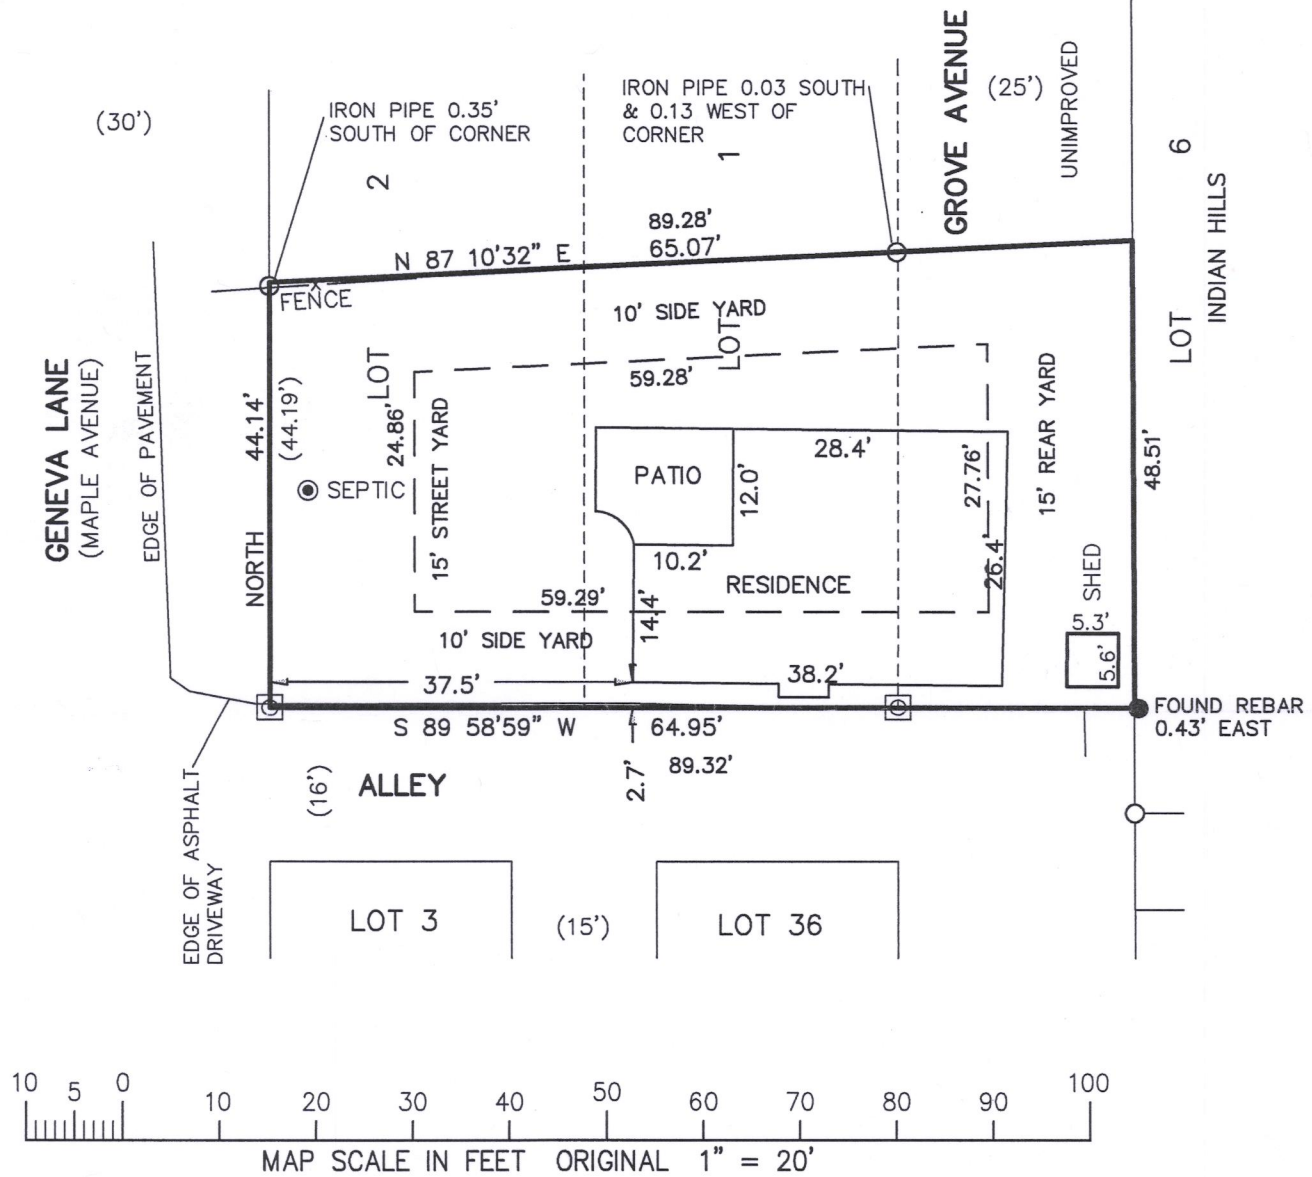 GROVE AVENUE
(25')
UNIMPROVED
(30')
IRON PIPE 0.35'
SOUTH OF CORNER
IRON PIPE 0.03 SOUTH
& 0.13 WEST OF
CORNER
2
1
6
LOT
INDIAN HILLS
89.28'
N 87 10'32" E
65.07'
FENCE
10' SIDE YARD
LOT
LOT
59.28'
GENEVA LANE
(MAPLE AVENUE)
EDGE OF PAVEMENT
44.14'
(44.19')
NORTH
24.86'
15' STREET YARD
SEPTIC
PATIO
12.0'
28.4'
27.76'
15' REAR YARD
48.51'
10.2'
RESIDENCE
26.4'
SHED
5.3'
5.6'
59.29'
14.4'
10' SIDE YARD
37.5'
38.2'
FOUND REBAR
0.43' EAST
S 89 58'59" W
64.95'
89.32'
2.7'
(16')
ALLEY
EDGE OF ASPHALT
DRIVEWAY
LOT 3
(15')
LOT 36
10 5 0 10 20 30 40 50 60 70 80 90 100
MAP SCALE IN FEET ORIGINAL 1" = 20'